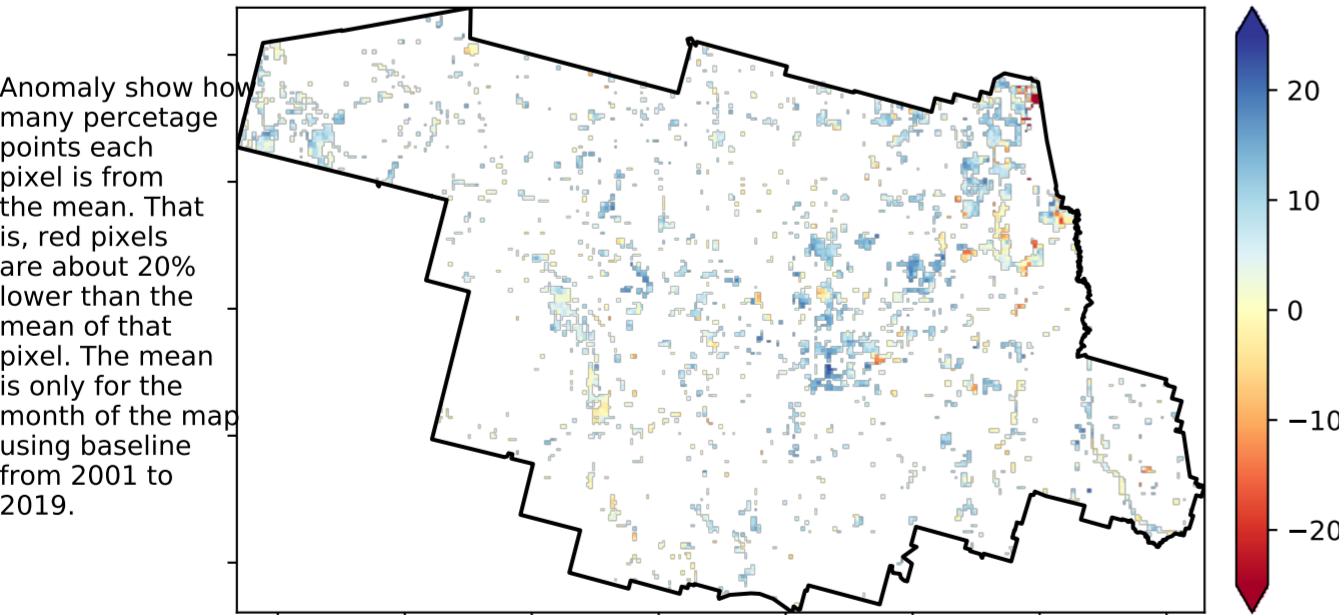 Anomaly show how
many percetage
points each
pixel is from
the mean. That
is, red pixels
are about 20%
lower than the
mean of that
pixel. The mean
is only for the
month of the map
using baseline
from 2001 to
2019.
20
10
0
−10
−20